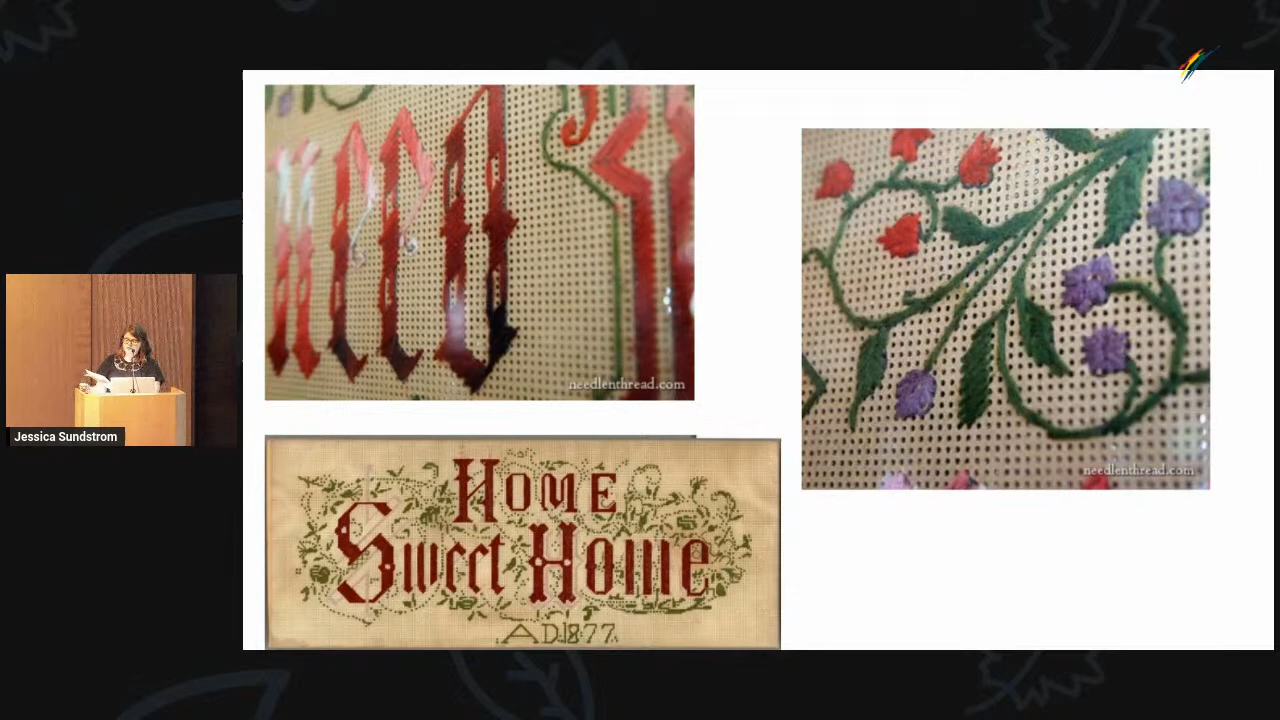 needlenthread.com
needlenthread.com
Jessica Sundstrom
HOME
Sweet Home
AD.1877.